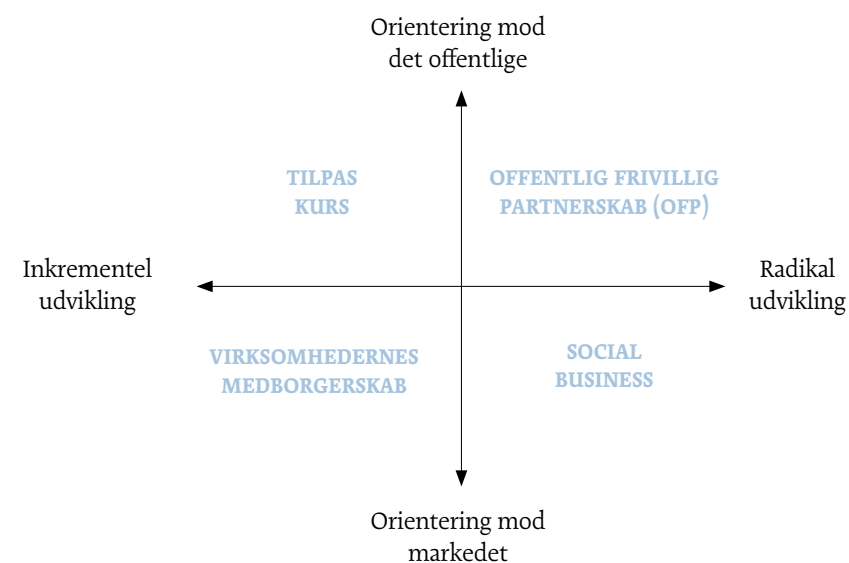 Orientering mod
det offentlige
TILPAS
KURS
OFFENTLIG FRIVILLIG
PARTNERSKAB (OFP)
Inkrementel
udvikling
Radikal
udvikling
VIRKSOMHEDERNES
MEDBORGERSKAB
SOCIAL
BUSINESS
Orientering mod
markedet